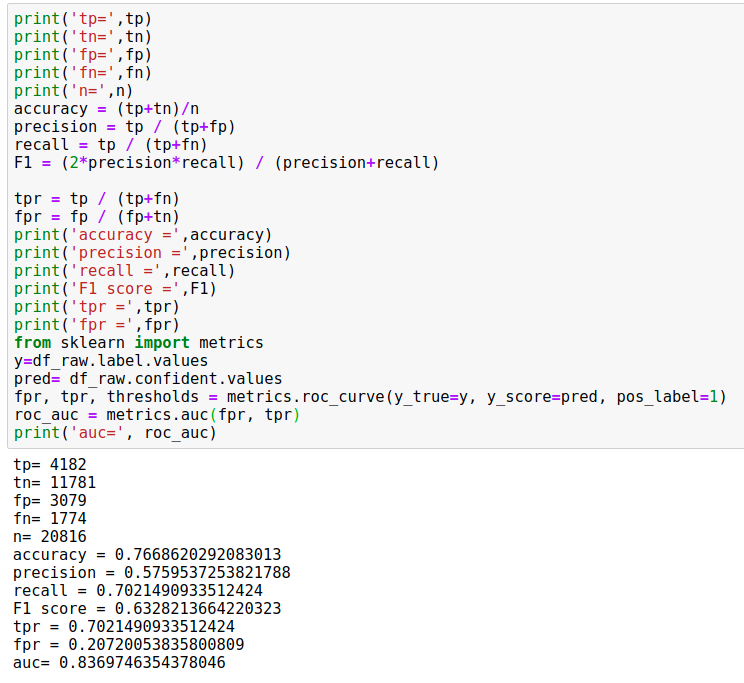 print('tp=',tp)
print('tn=',tn)
print('fp=',fp)
print('fn=',fn)
print('n=',n)
accuracy = (tp+tn)/n
precision = tp / (tp+fp)
recall = tp / (tp+fn)
F1 = (2*precision*recall) / (precision+recall)
tpr = tp / (tp+fn)
fpr = fp / (fp+tn)
print('accuracy =',accuracy)
print('precision =',precision)
print('recall =',recall)
print('F1 score =',F1)
print('tpr =',tpr)
print('fpr =',fpr)
from sklearn import metrics
y=df_raw.label.values
pred= df_raw.confident.values
fpr, tpr, thresholds = metrics.roc_curve(y_true=y, y_score=pred, pos_label=1)
roc_auc = metrics.auc(fpr, tpr)
print('auc=', roc_auc)
tp= 4182
tn= 11781
fp= 3079
fn= 1774
n= 20816
accuracy = 0.7668620292083013
precision = 0.5759537253821788
recall = 0.7021490933512424
F1 score = 0.6328213664220323
tpr = 0.7021490933512424
fpr = 0.20720053835800809
auc= 0.8369746354378046